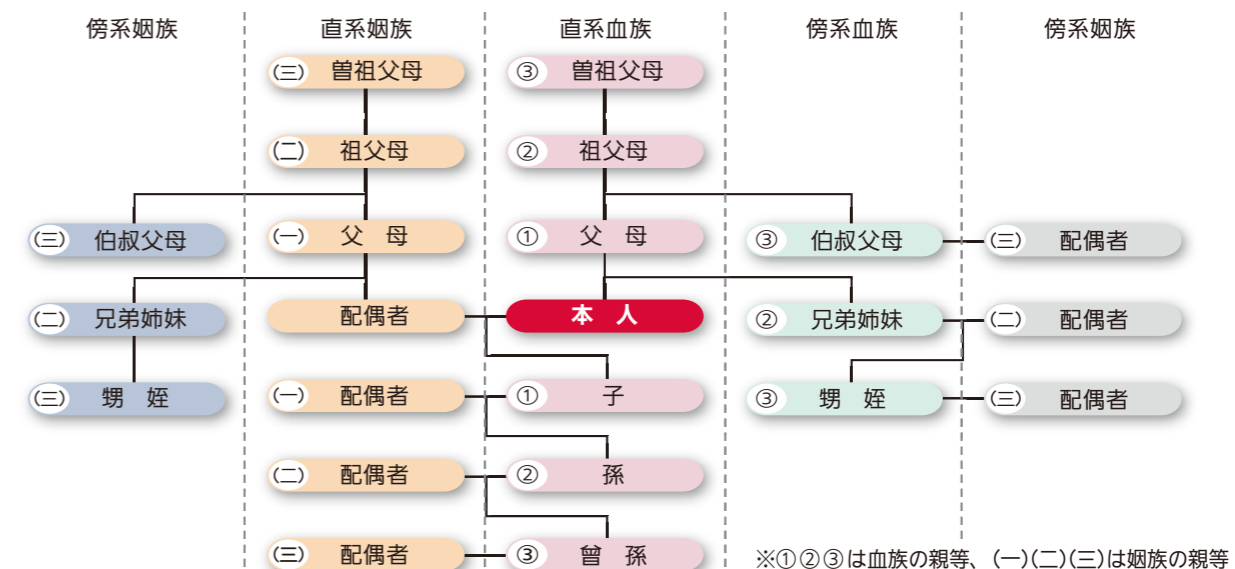 傍系姻族 直系姻族 直系血族 傍系血族 傍系姻族
(三) 曽祖父母 ③ 曽祖父母
(二) 祖父母 ② 祖父母
(三) 伯叔父母 (一) 父 母 ① 父 母 ③ 伯叔父母 (三) 配偶者
(二) 兄弟姉妹 配偶者 本 人 ② 兄弟姉妹 (二) 配偶者
(三) 甥 姪 (一) 配偶者 ① 子 ③ 甥 姪 (三) 配偶者
(二) 配偶者 ② 孫
(三) 配偶者 ③ 曾 孫
※①②③は血族の親等、(一)(二)(三)は姻族の親等